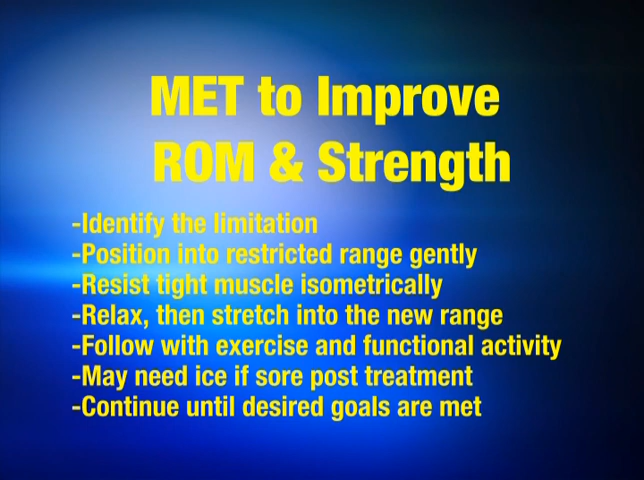 MET to Improve
ROM & Strength
-Identify the limitation
-Position into restricted range gently
-Resist tight muscle isometrically
-Relax, then stretch into the new range
-Follow with exercise and functional activity
-May need ice if sore post treatment
-Continue until desired goals are met